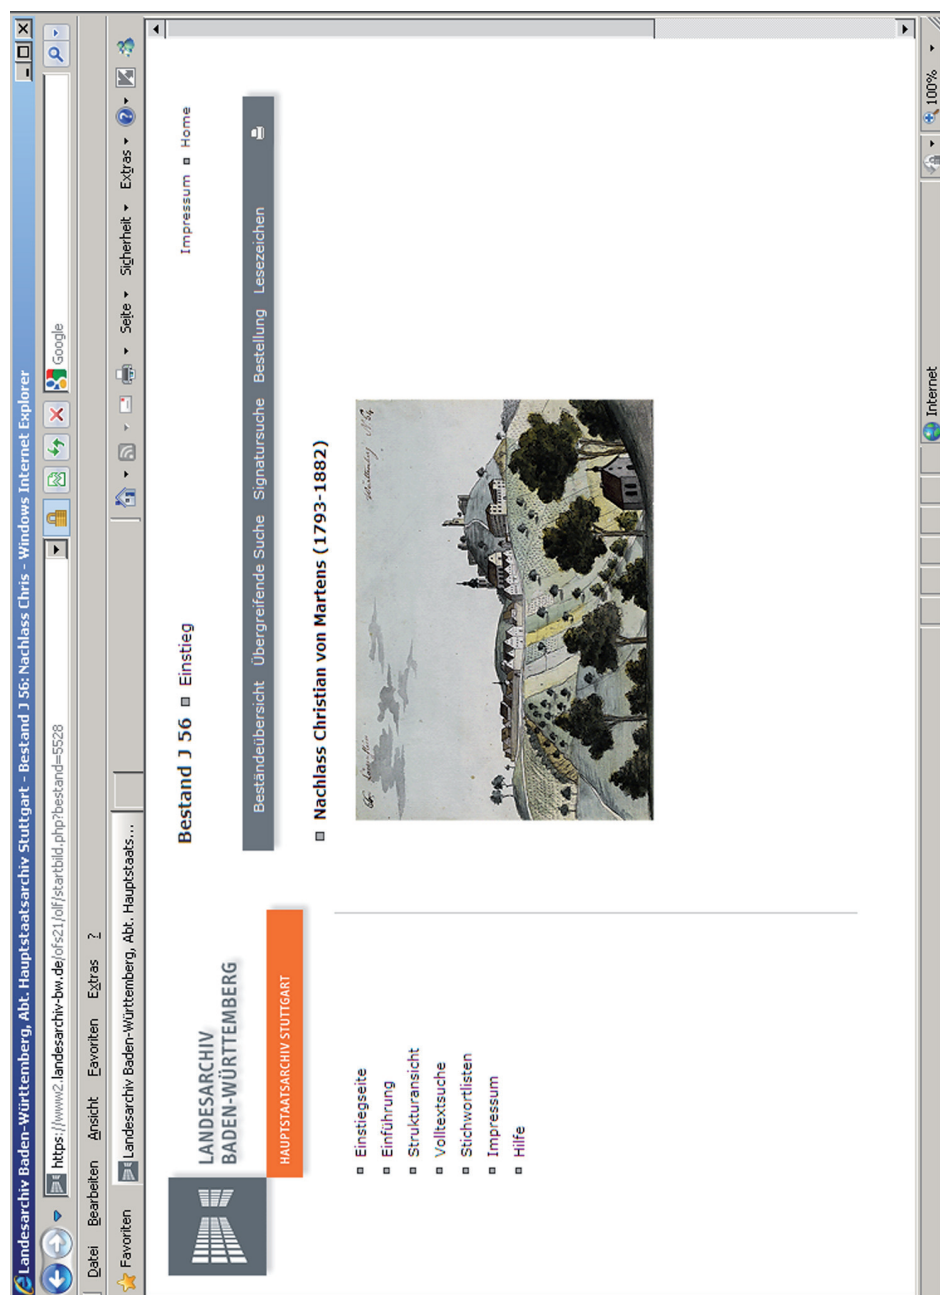 Landesarchiv Baden-Württemberg, Abt. Hauptstaatsarchiv Stuttgart - Bestand J 56: Nachlass Chris - Windows Internet Explorer
https://www2.landesarchiv-bw.de/ofs21/olf/startbild.php?bestand=5528
Google
Datei Bearbeiten Ansicht Favoriten Extras ?
Favoriten
Landesarchiv Baden-Württemberg, Abt. Hauptstaats...
Seite Sicherheit Extras
LANDESARCHIV
BADEN-WÜRTTEMBERG
HAUPTSTAATSARCHIV STUTTGART
Bestand J 56 Einstieg
Impressum Home
Beständeübersicht Übergreifende Suche Signatursuche Bestellung Lesezeichen
Einstiegseite
Einführung
Strukturansicht
Volltextsuche
Stichwortlisten
Impressum
Hilfe
Nachlass Christian von Martens (1793-1882)
Internet
100%